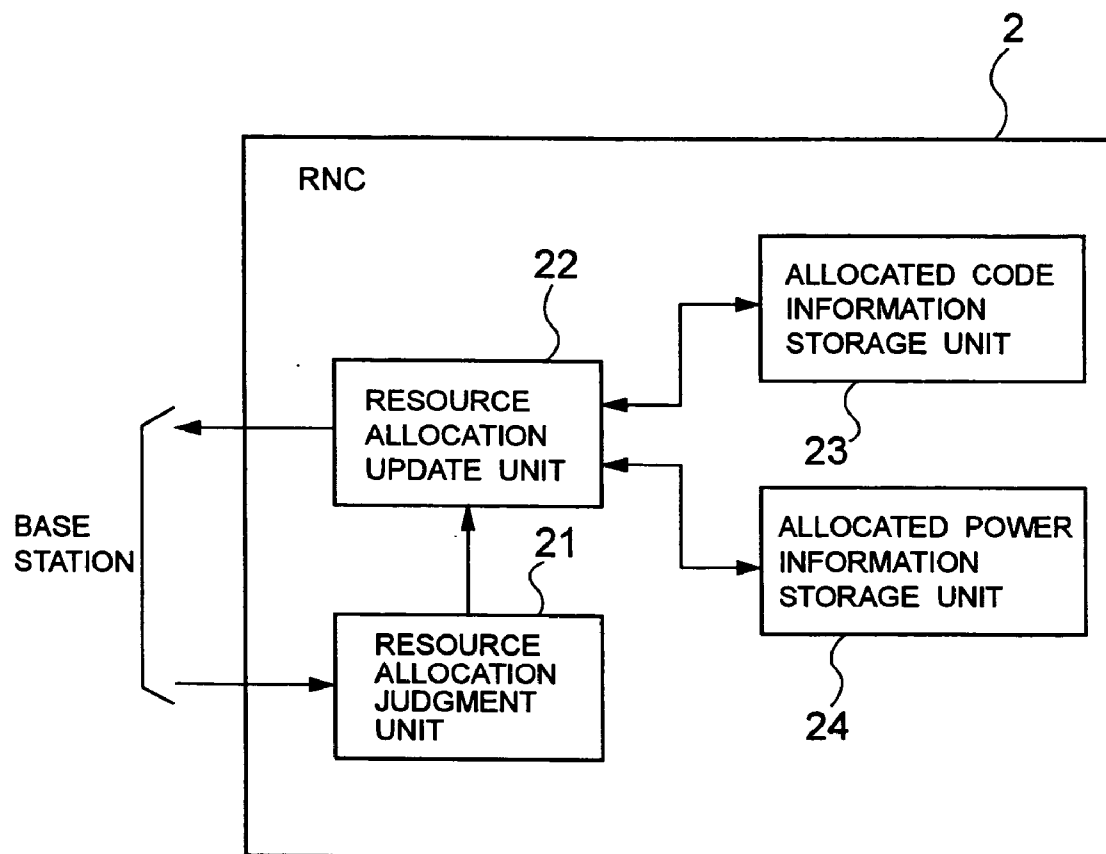 2
RNC
22
ALLOCATED CODE
INFORMATION
STORAGE UNIT
23
RESOURCE
ALLOCATION
UPDATE UNIT
BASE
STATION
21
ALLOCATED POWER
INFORMATION
STORAGE UNIT
24
RESOURCE
ALLOCATION
JUDGMENT
UNIT